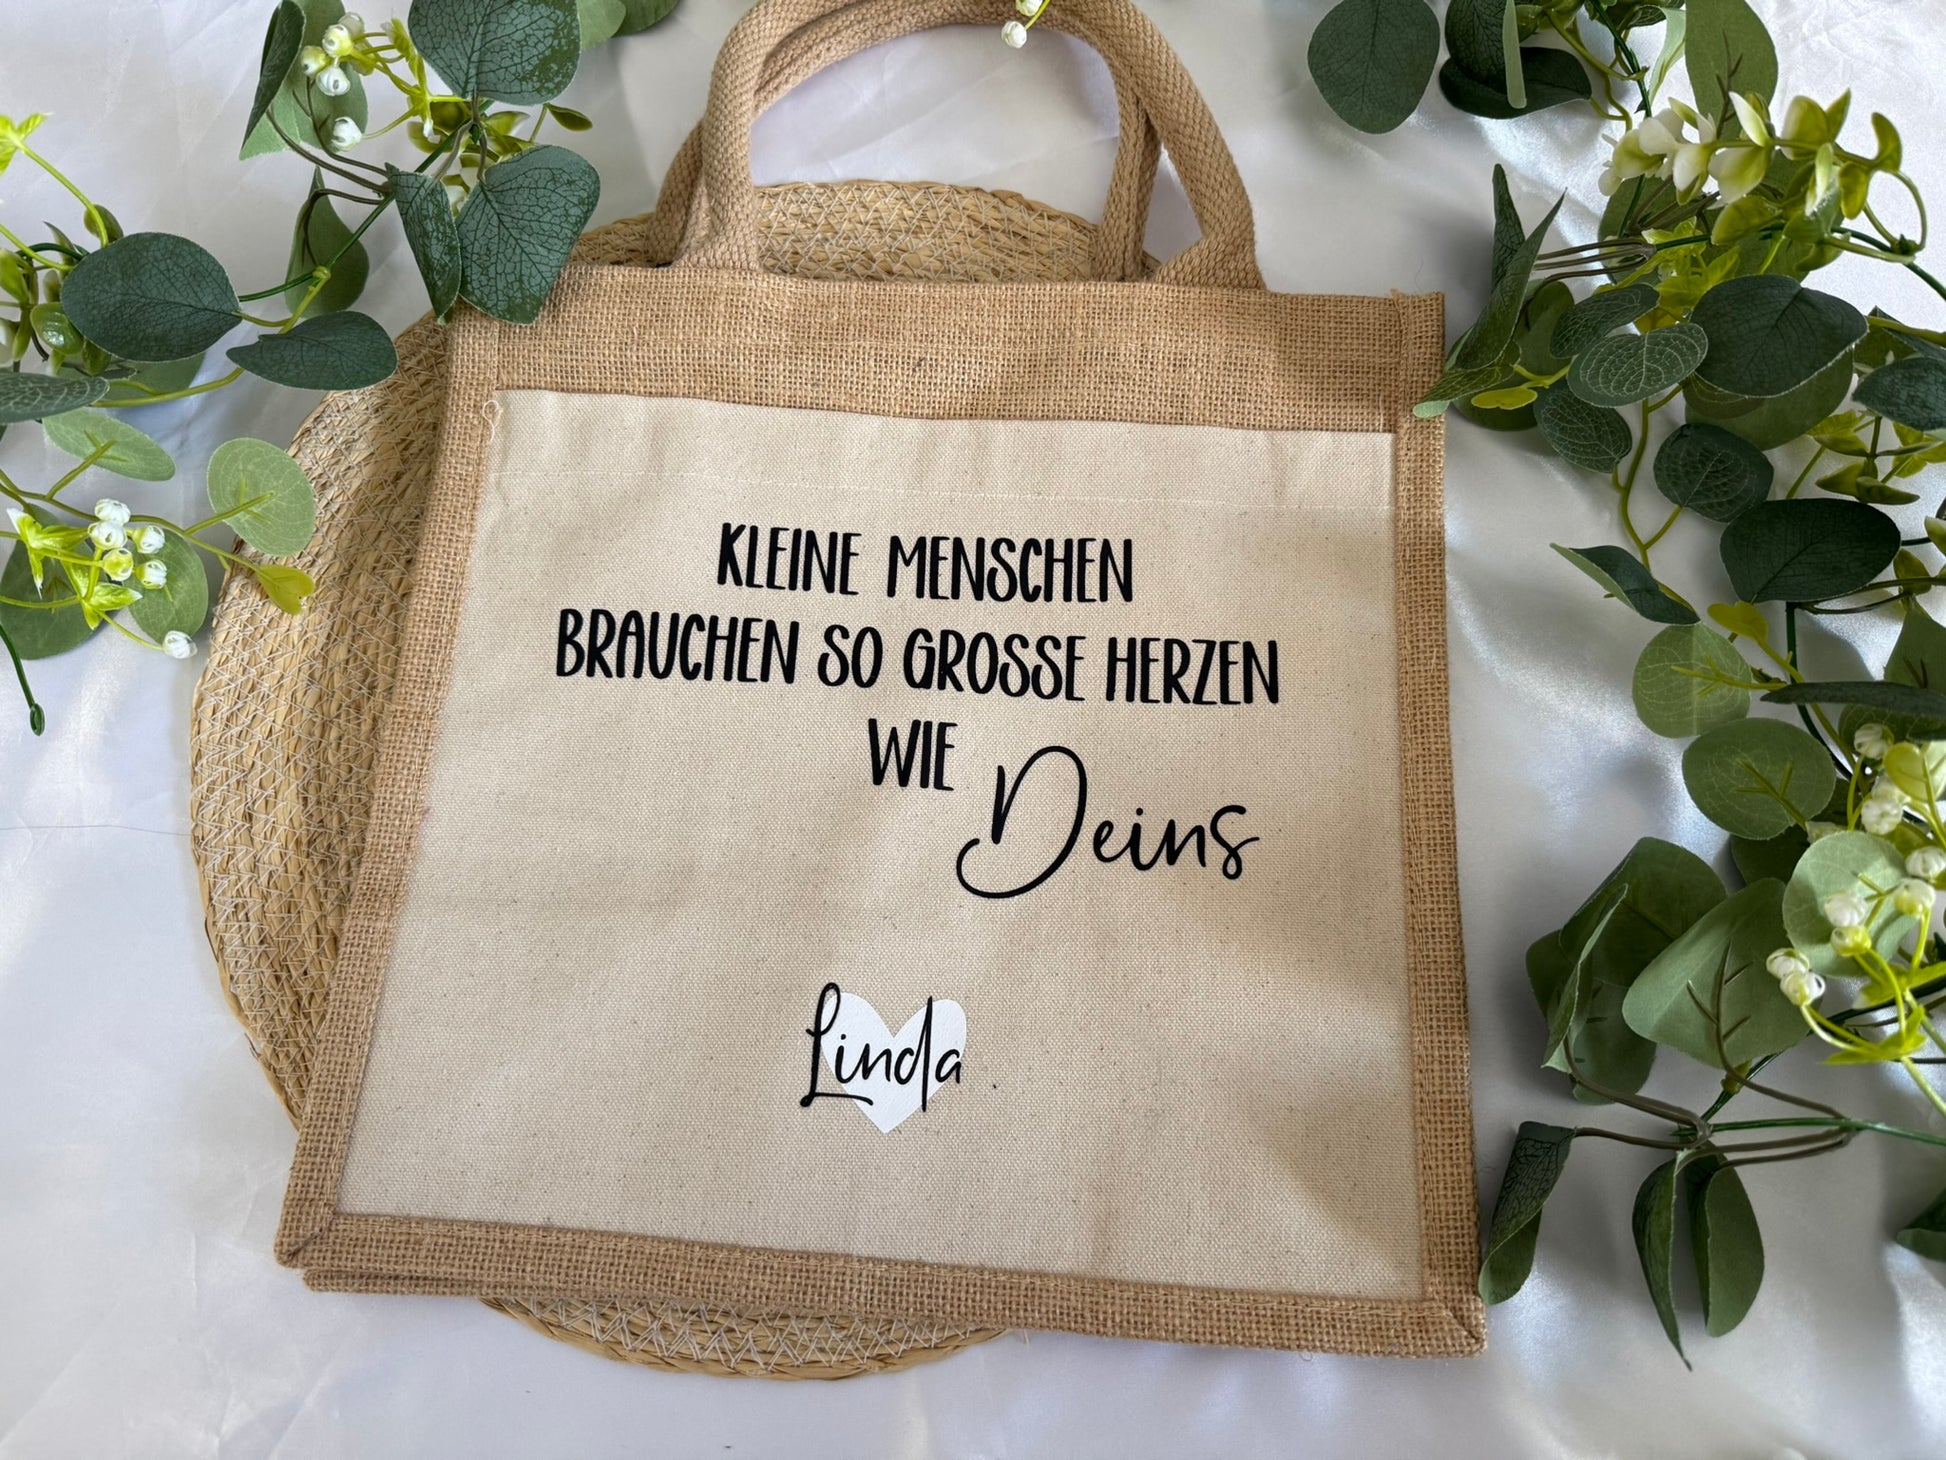 KLEINE MENSCHEN
BRAUCHEN SO GROSSE HERZEN
WIE Deins
Linda